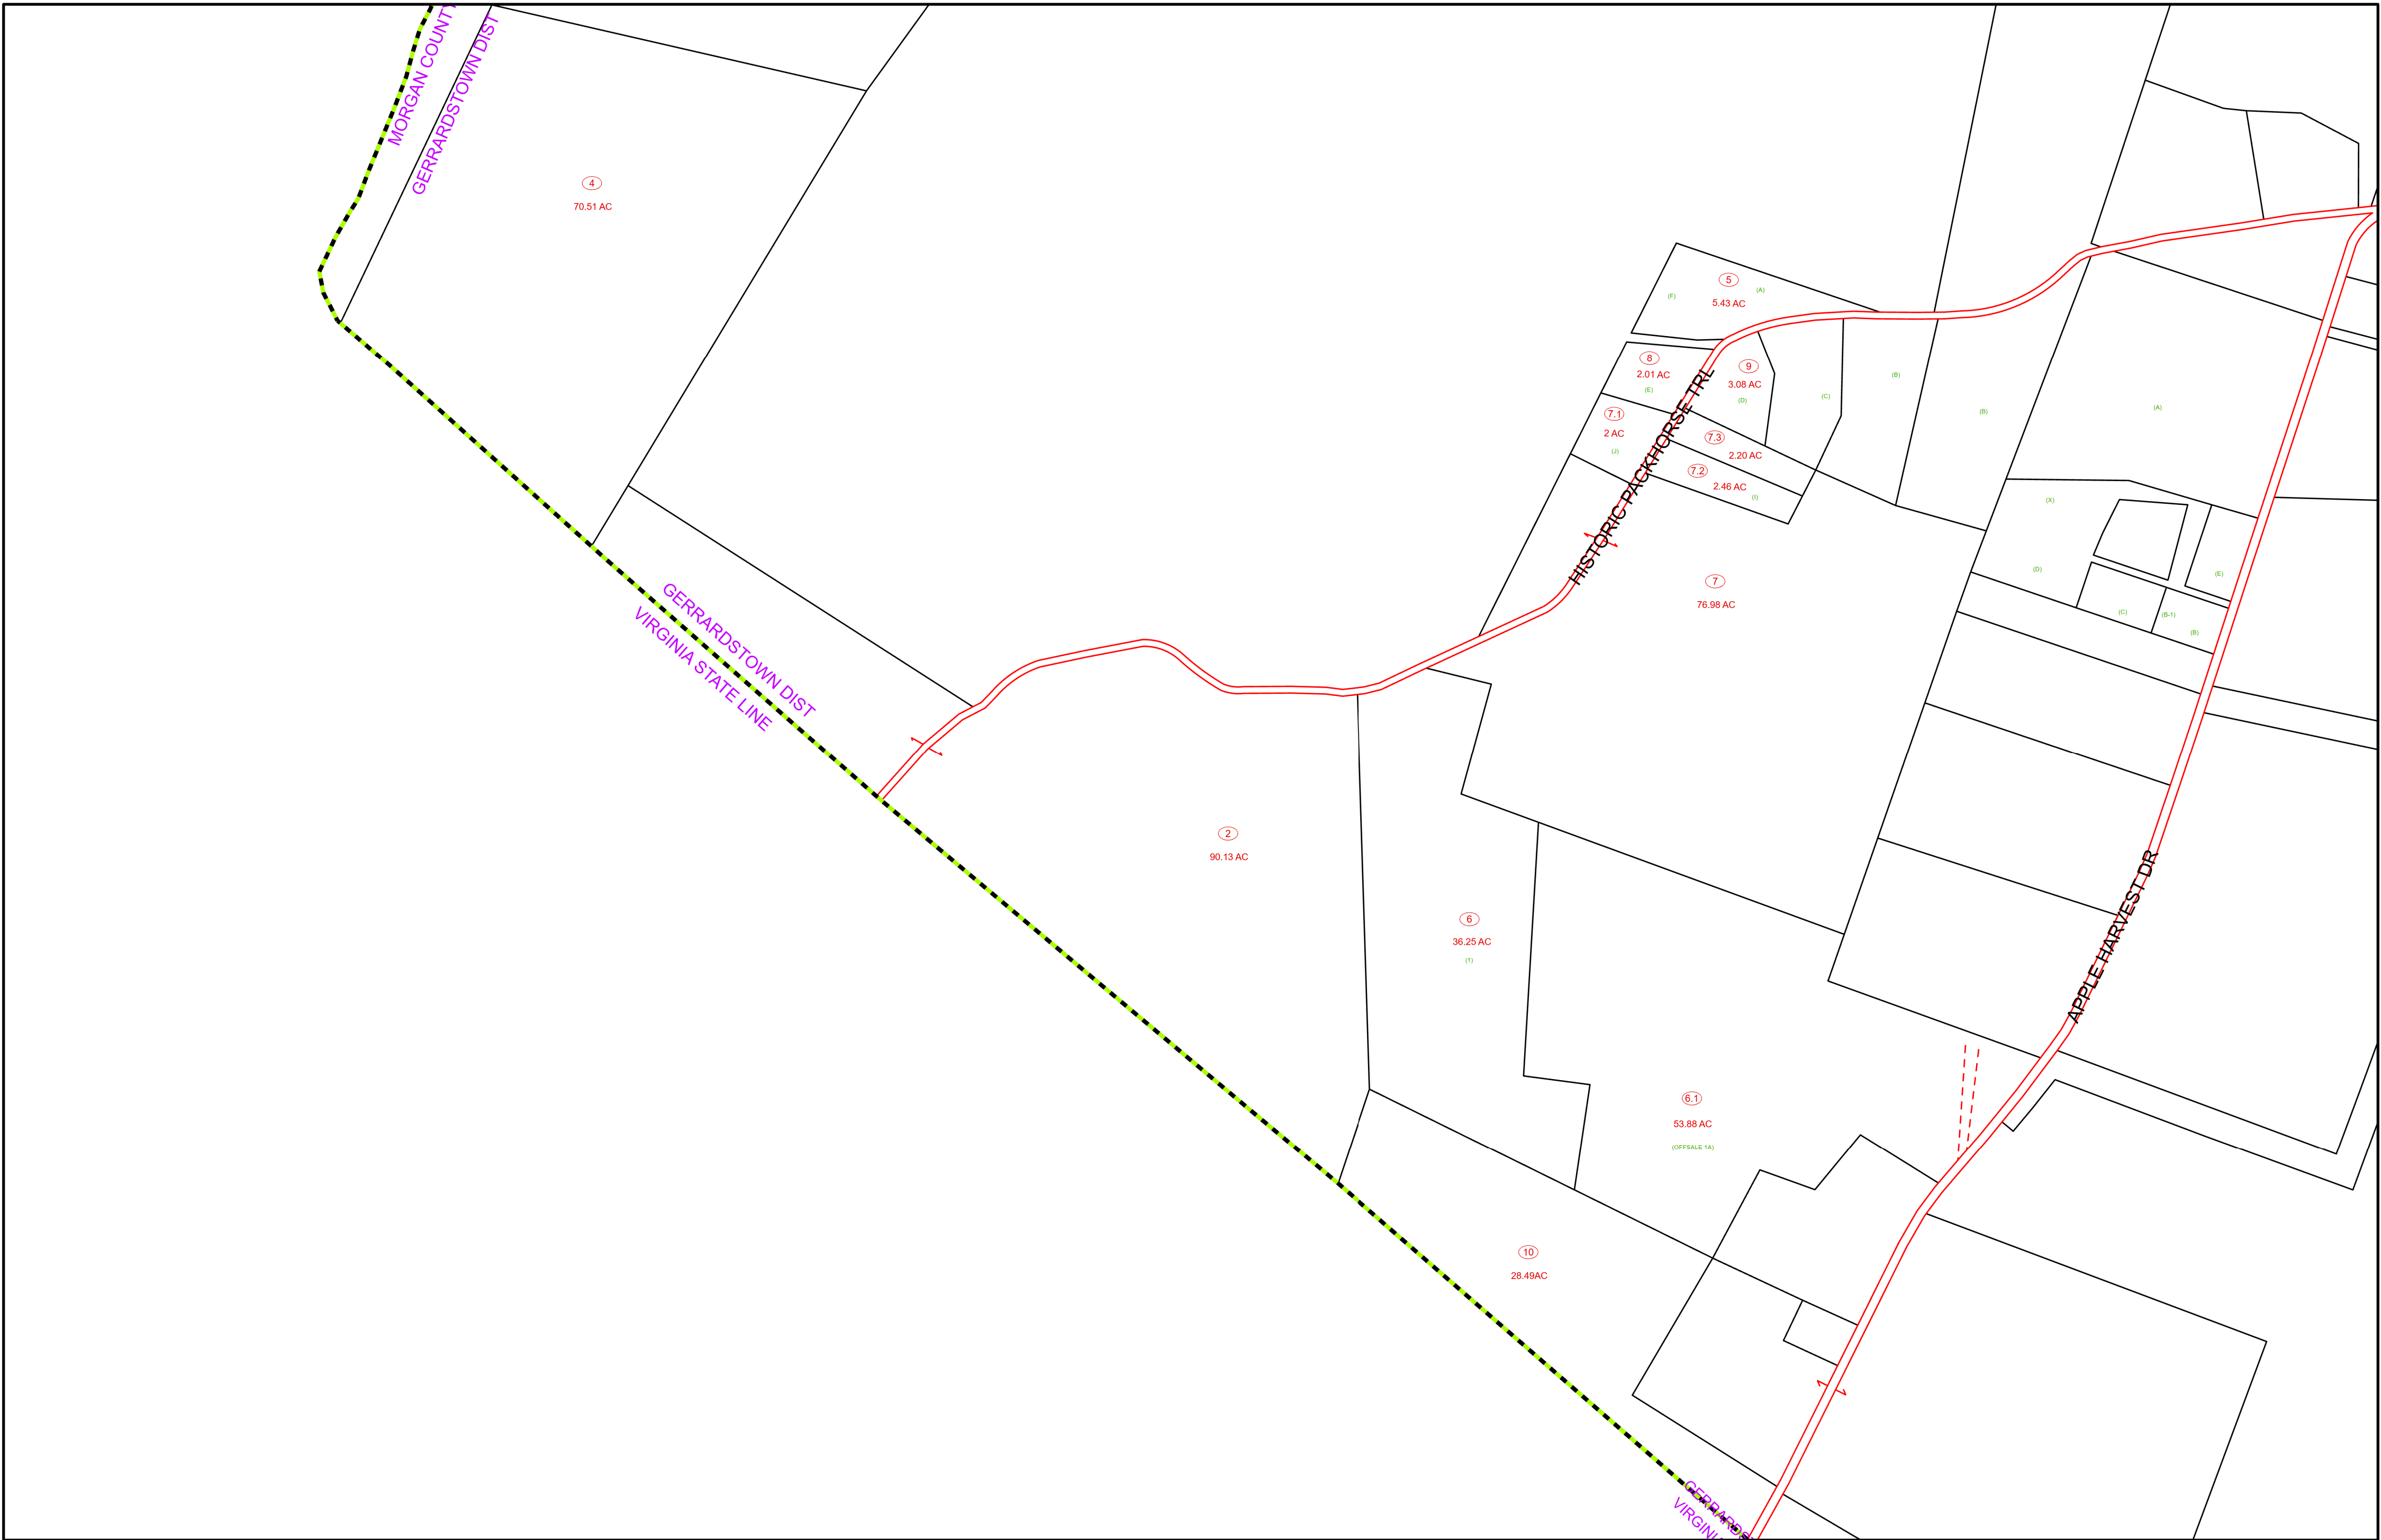 MORGAN COUNTY
GERRARDSTOWN DIST
4
70.51 AC
5
(A)
(F)
5.43 AC
8
2.01 AC
(E)
9
3.08 AC
(D)
(C)
(B)
(B)
(A)
7.1
2 AC
(J)
7.3
2.20 AC
7.2
2.46 AC
(I)
HISTORIC PACKHORSE TRL
(X)
(D)
(E)
(C)
(B-1)
(B)
7
76.98 AC
GERRARDSTOWN DIST
VIRGINIA STATE LINE
2
90.13 AC
6
36.25 AC
(1)
APPLE HARVEST DR
6.1
53.88 AC
(OFFSALE 1A)
10
28.49AC